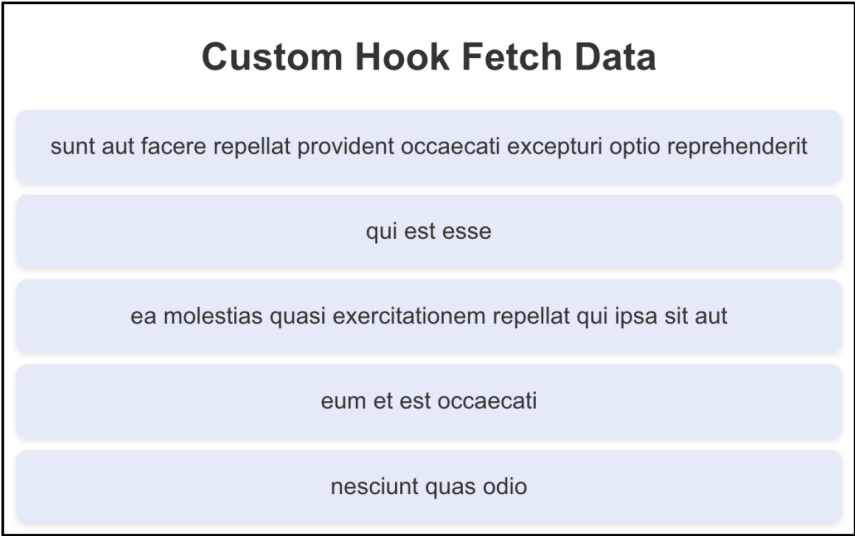 Custom Hook Fetch Data
sunt aut facere repellat provident occaecati excepturi optio reprehenderit
qui est esse
ea molestias quasi exercitationem repellat qui ipsa sit aut
eum et est occaecati
nesciunt quas odio